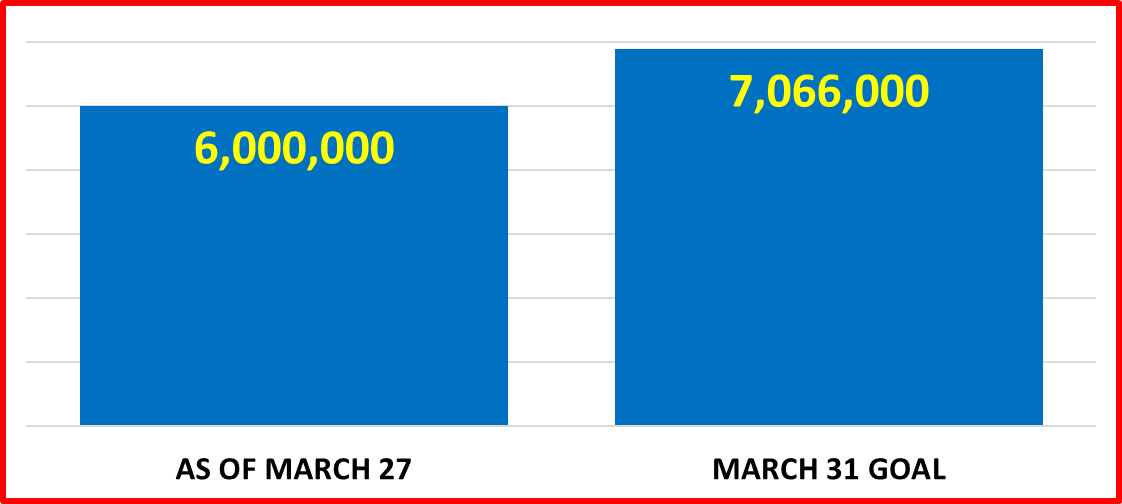 7,066,000
6,000,000
AS OF MARCH 27
MARCH 31 GOAL